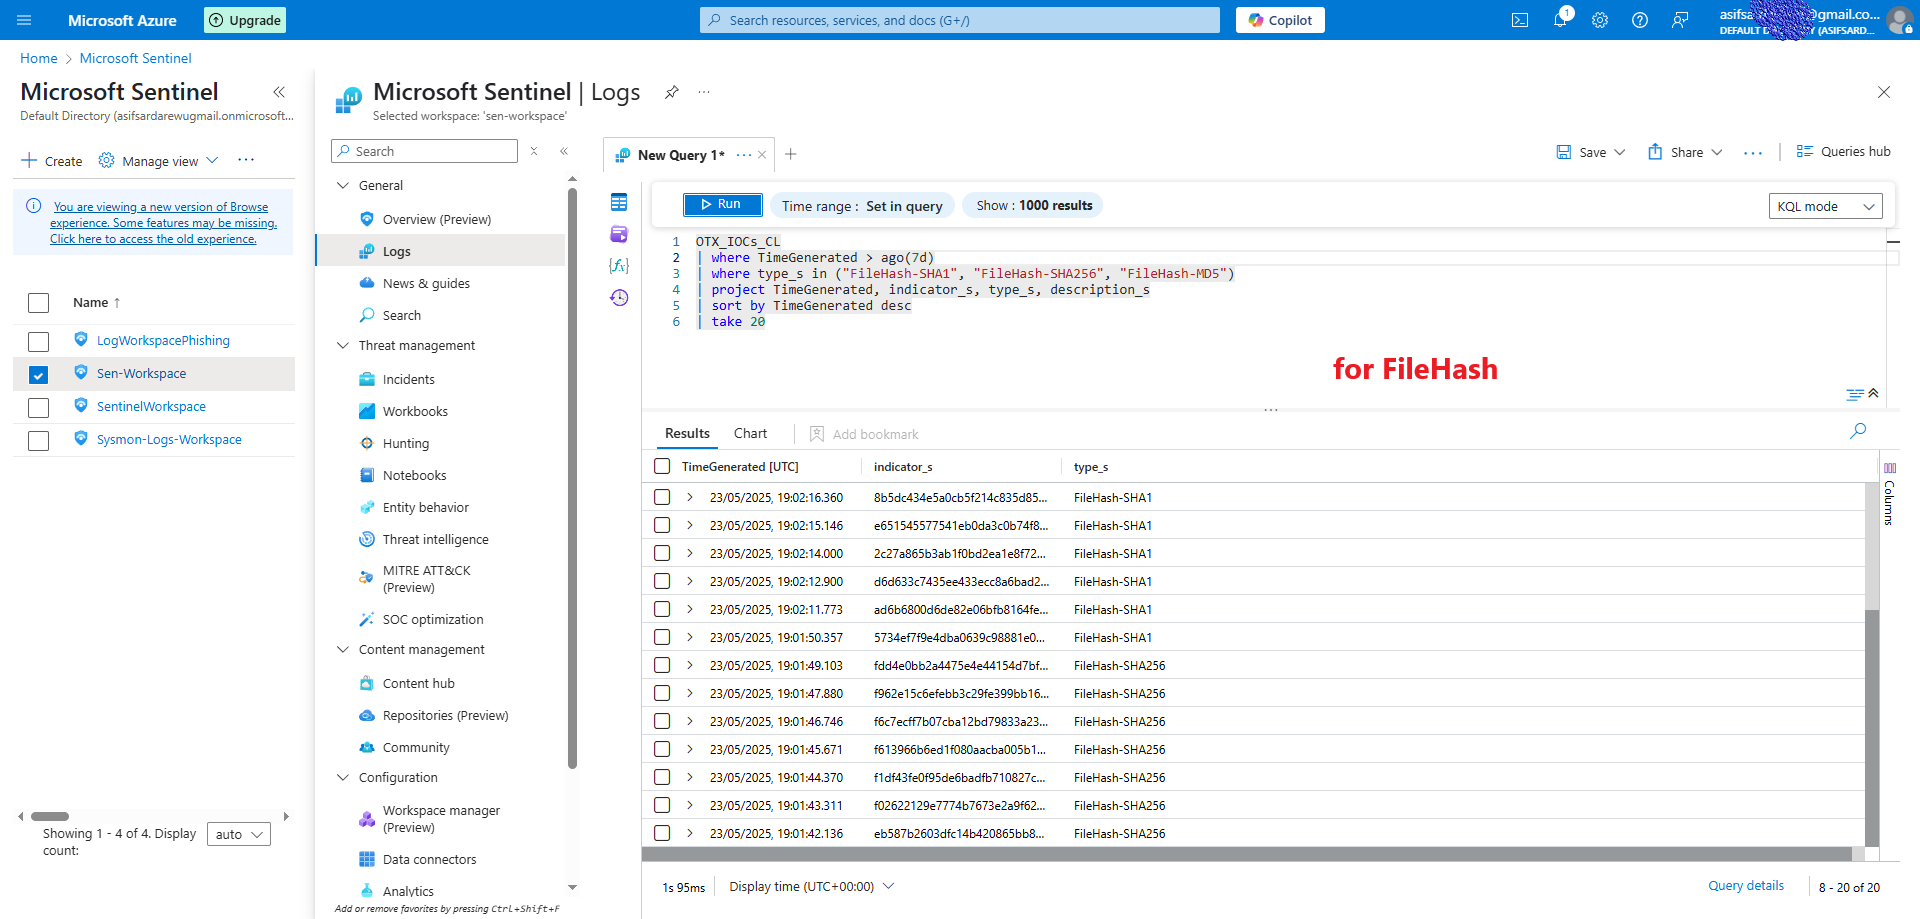 Microsoft Azure
Upgrade
Search resources, services, and docs (G+/)
Copilot
1
@gmail.co...
(ASIFSARD...
Home > Microsoft Sentinel
Microsoft Sentinel
Default Directory (asifsardarewugmail.onmicrosoft...
Create
Manage view
You are viewing a new version of Browse
experience. Some features may be missing.
Click here to access the old experience.
Name ↑
LogWorkspacePhishing
Sen-Workspace
SentinelWorkspace
Sysmon-Logs-Workspace
Showing 1 - 4 of 4. Display
count:
auto
Microsoft Sentinel | Logs
Selected workspace: 'sen-workspace'
Search
General
Overview (Preview)
Logs
News & guides
Search
Threat management
Incidents
Workbooks
Hunting
Notebooks
Entity behavior
Threat intelligence
MITRE ATT&CK
(Preview)
SOC optimization
Content management
Content hub
Repositories (Preview)
Community
Configuration
Workspace manager
(Preview)
Data connectors
Analytics
Add or remove favorites by pressing Ctrl+Shift+F
New Query 1*
Save
Share
Queries hub
Run
Time range : Set in query
Show : 1000 results
KQL mode
1 OTX_IOCs_CL
2 | where TimeGenerated > ago(7d)
3 | where type_s in ("FileHash-SHA1", "FileHash-SHA256", "FileHash-MD5")
4 | project TimeGenerated, indicator_s, type_s, description_s
5 | sort by TimeGenerated desc
6 | take 20
for FileHash
Results
Chart
Add bookmark
TimeGenerated [UTC] indicator_s type_s
23/05/2025, 19:02:16.360 8b5dc434e5a0cb5f214c835d85... FileHash-SHA1
23/05/2025, 19:02:15.146 e651545577541eb0da3c0b74f8... FileHash-SHA1
23/05/2025, 19:02:14.000 2c27a865b3ab1f0bd2ea1e8f72... FileHash-SHA1
23/05/2025, 19:02:12.900 d6d633c7435ee433ecc8a6bad2... FileHash-SHA1
23/05/2025, 19:02:11.773 ad6b6800d6de82e06bfb8164fe... FileHash-SHA1
23/05/2025, 19:01:50.357 5734ef7f9e4dba0639c98881e0... FileHash-SHA1
23/05/2025, 19:01:49.103 fdd4e0bb2a4475e4e44154d7bf... FileHash-SHA256
23/05/2025, 19:01:47.880 f962e15c6efebb3c29fe399bb16... FileHash-SHA256
23/05/2025, 19:01:46.746 f6c7ecff7b07cba12bd79833a23... FileHash-SHA256
23/05/2025, 19:01:45.671 f613966b6ed1f080aacba005b1... FileHash-SHA256
23/05/2025, 19:01:44.370 f1df43fe0f95de6badfb710827c... FileHash-SHA256
23/05/2025, 19:01:43.311 f02622129e7774b7673e2a9f62... FileHash-SHA256
23/05/2025, 19:01:42.136 eb587b2603dfc14b420865bb8... FileHash-SHA256
Columns
1s 95ms
Display time (UTC+00:00)
Query details
8 - 20 of 20